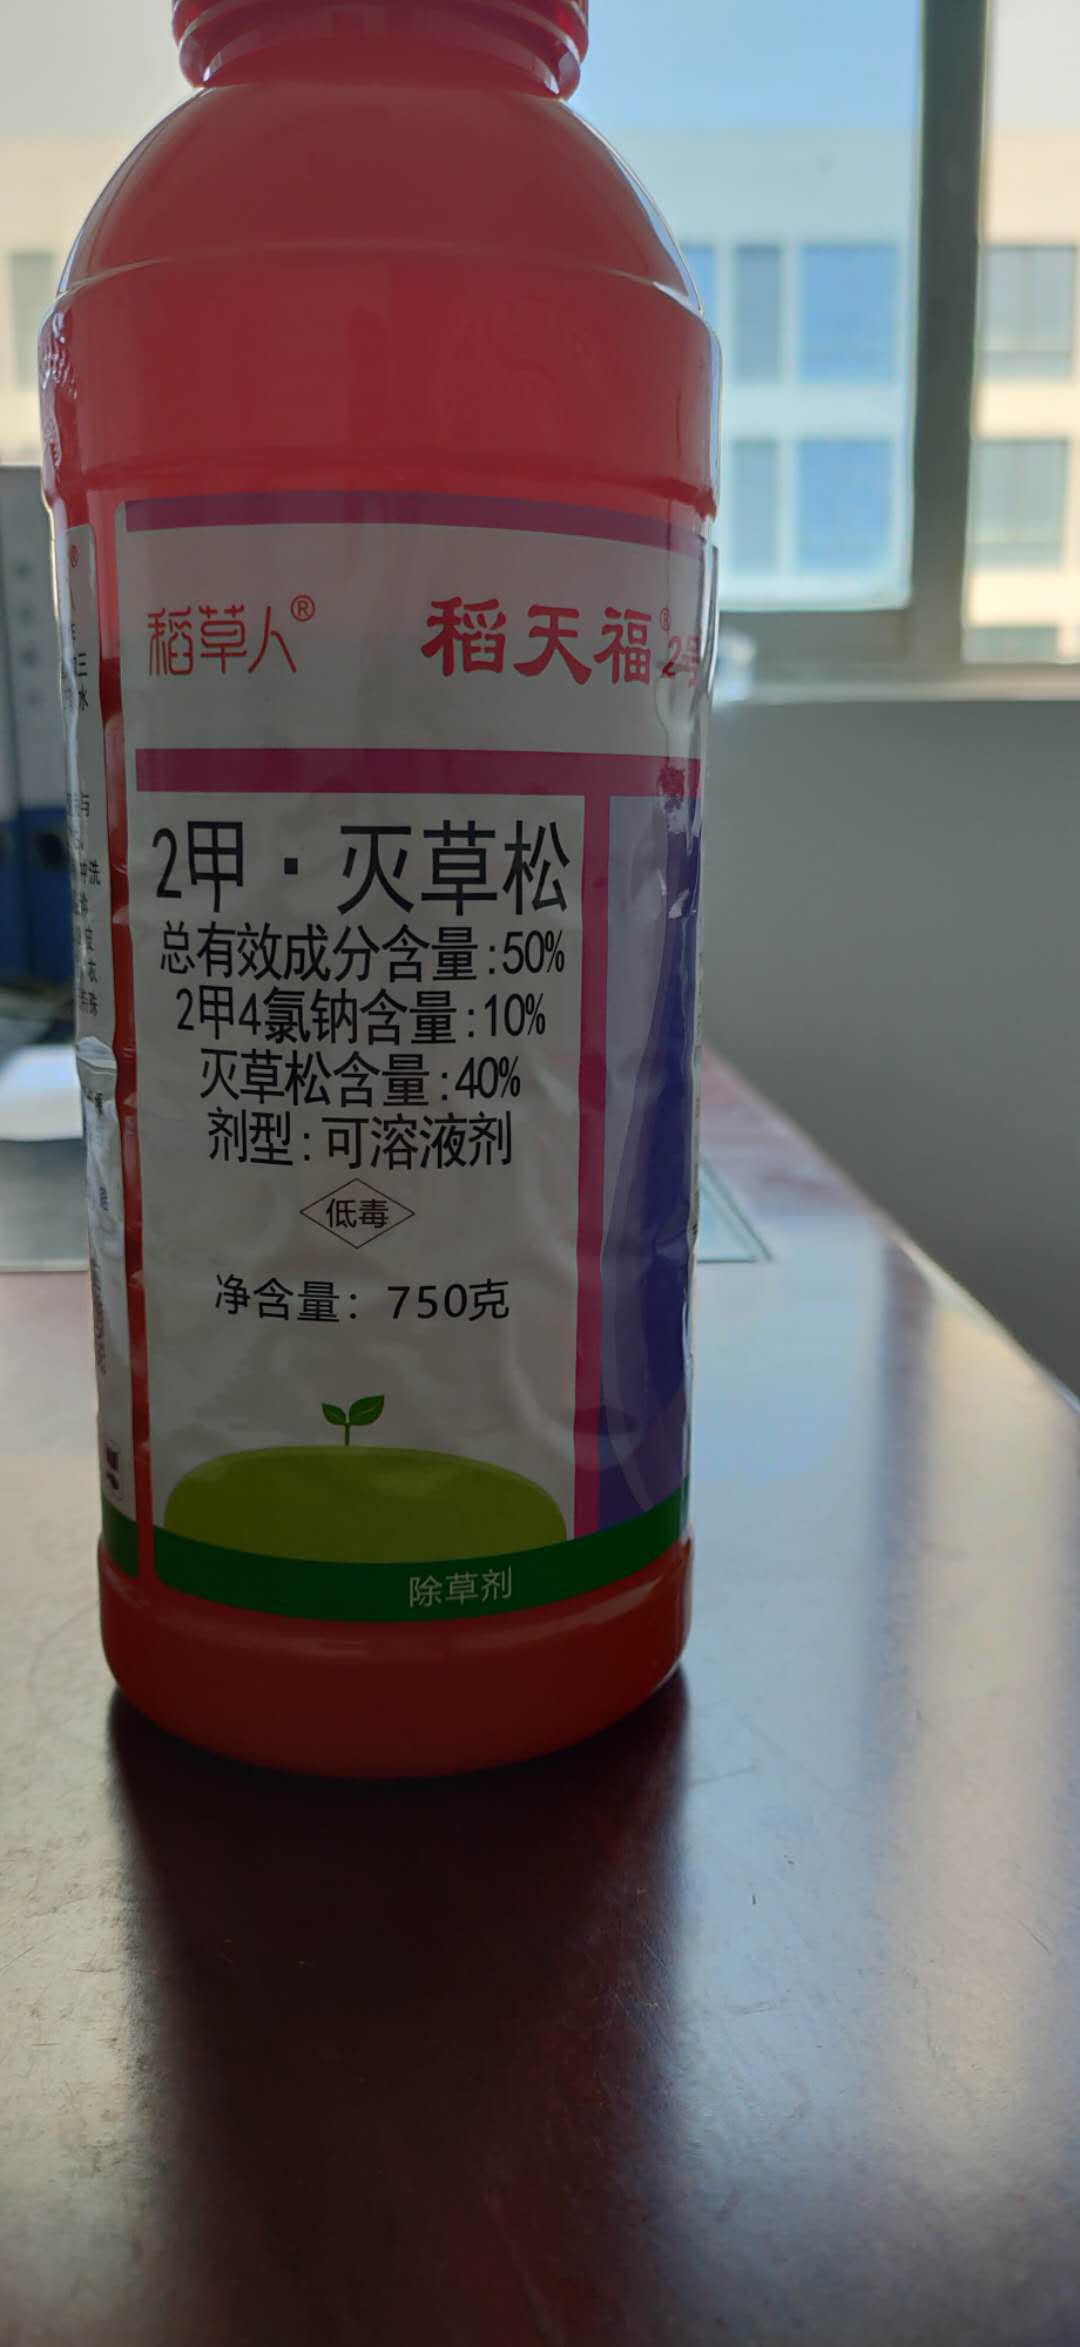 稻草人® 稻天福®2号
2甲·灭草松
总有效成分含量:50%
2甲4氯钠含量:10%
灭草松含量:40%
剂型:可溶液剂
低毒
净含量: 750克
除草剂